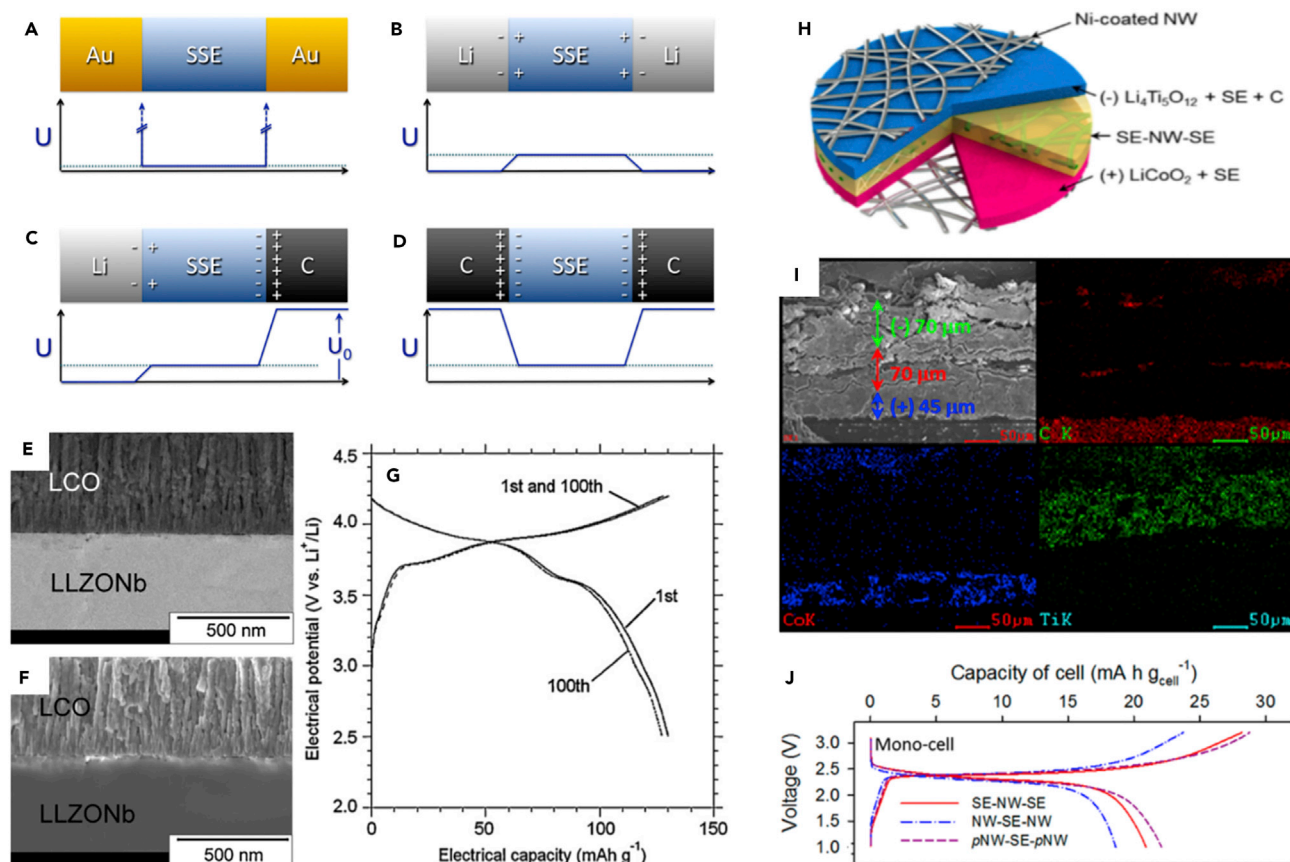 A
Au
SSE
Au
U
B
- +
Li
SSE
Li
+ -
- +
+ -
U
C
Li
SSE
C
- +
- +
- +
U
U0
D
C
SSE
C
+ -
- +
U
E
LCO
LLZONb
500 nm
F
LCO
LLZONb
500 nm
G
Electrical potential (V vs. Li⁺/Li)
4.5
4.0
3.5
3.0
2.5
2.0
1st and 100th
1st
100th
0
50
100
150
Electrical capacity (mAh g⁻¹)
H
Ni-coated NW
(-) Li₄Ti₅O₁₂ + SE + C
SE-NW-SE
(+) LiCoO₂ + SE
I
(-) 70 μm
70 μm
(+) 45 μm
50μm
C K
50μm
CoK
50μm
TiK
50μm
J
Capacity of cell (mA h gcell⁻¹)
0 5 10 15 20 25 30
Voltage (V)
3.0
2.5
2.0
1.5
1.0
Mono-cell
SE-NW-SE
NW-SE-NW
pNW-SE-pNW